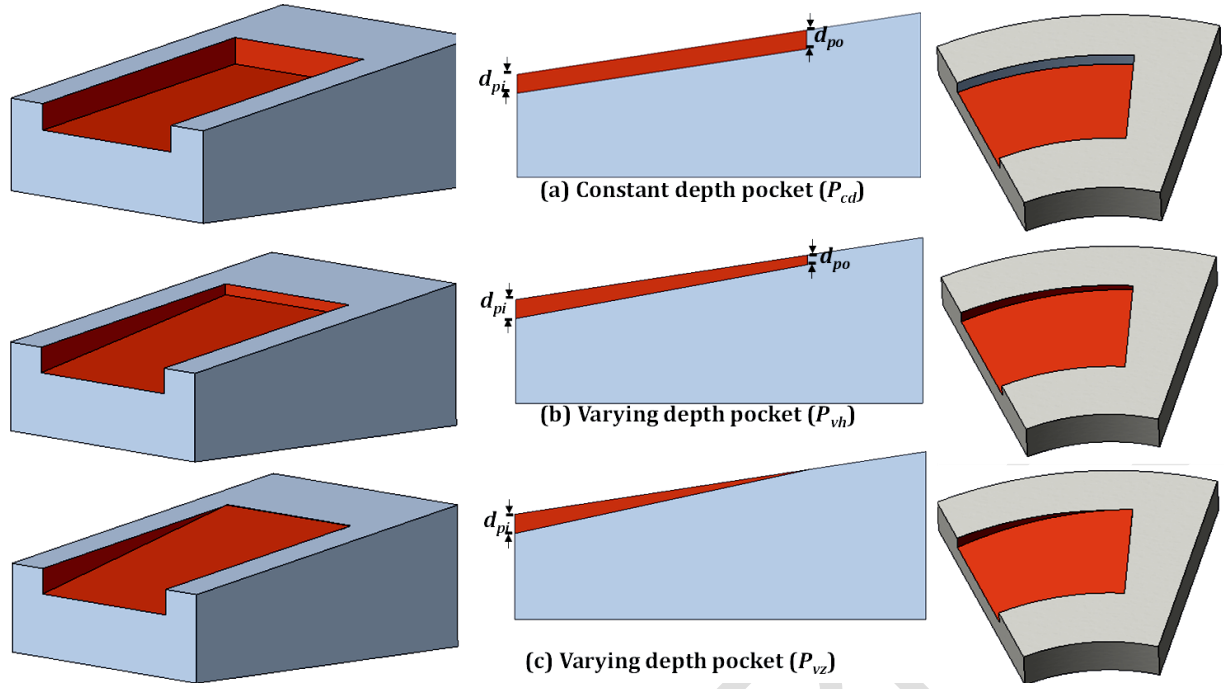 d_po
d_pi
(a) Constant depth pocket (P_cd)
d_po
d_pi
(b) Varying depth pocket (P_vh)
d_pi
(c) Varying depth pocket (P_vz)